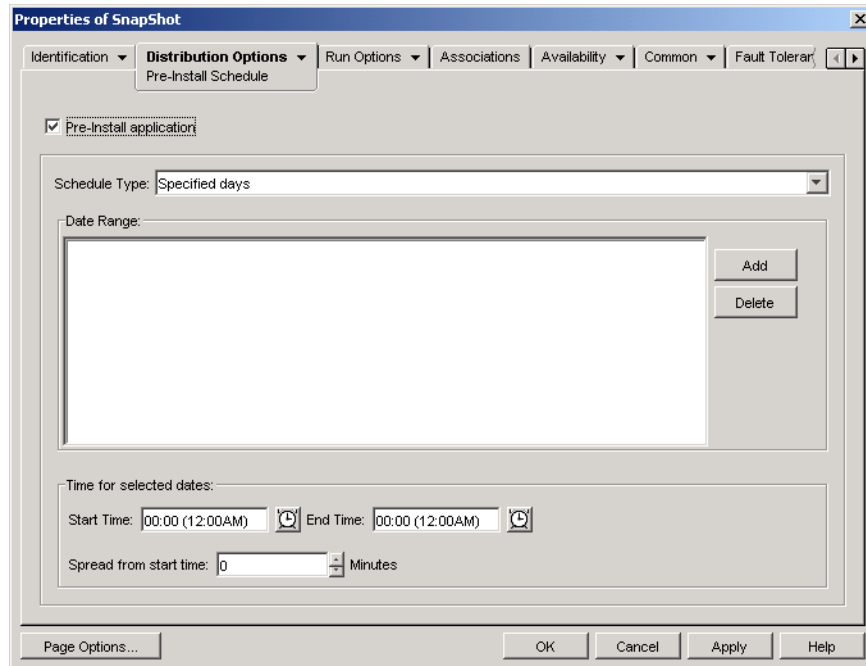 Properties of SnapShot
Identification Distribution Options Run Options Associations Availability Common Fault Toleran
Pre-Install Schedule
Pre-Install application
Schedule Type: Specified days
Date Range:
Add
Delete
Time for selected dates:
Start Time: 00:00 (12:00AM) End Time: 00:00 (12:00AM)
Spread from start time: 0 Minutes
Page Options... OK Cancel Apply Help